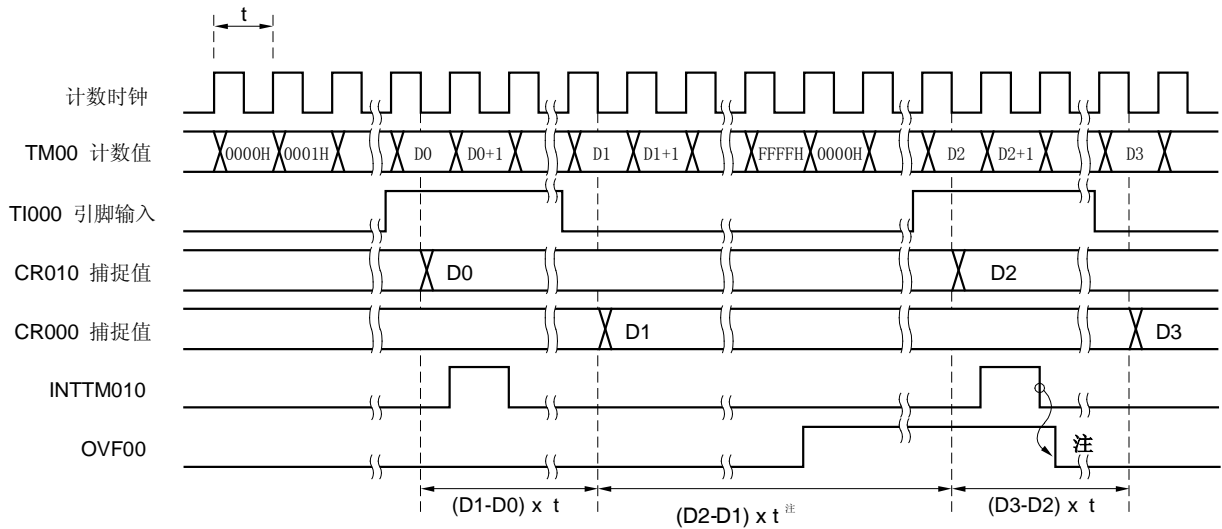 t
计数时钟
TM00 计数值 0000H 0001H D0 D0+1 D1 D1+1 FFFFH 0000H D2 D2+1 D3
TI000 引脚输入
CR010 捕捉值 D0 D2
CR000 捕捉值 D1 D3
INTTM010
OVF00 注
(D1-D0) x t (D2-D1) x t 注 (D3-D2) x t